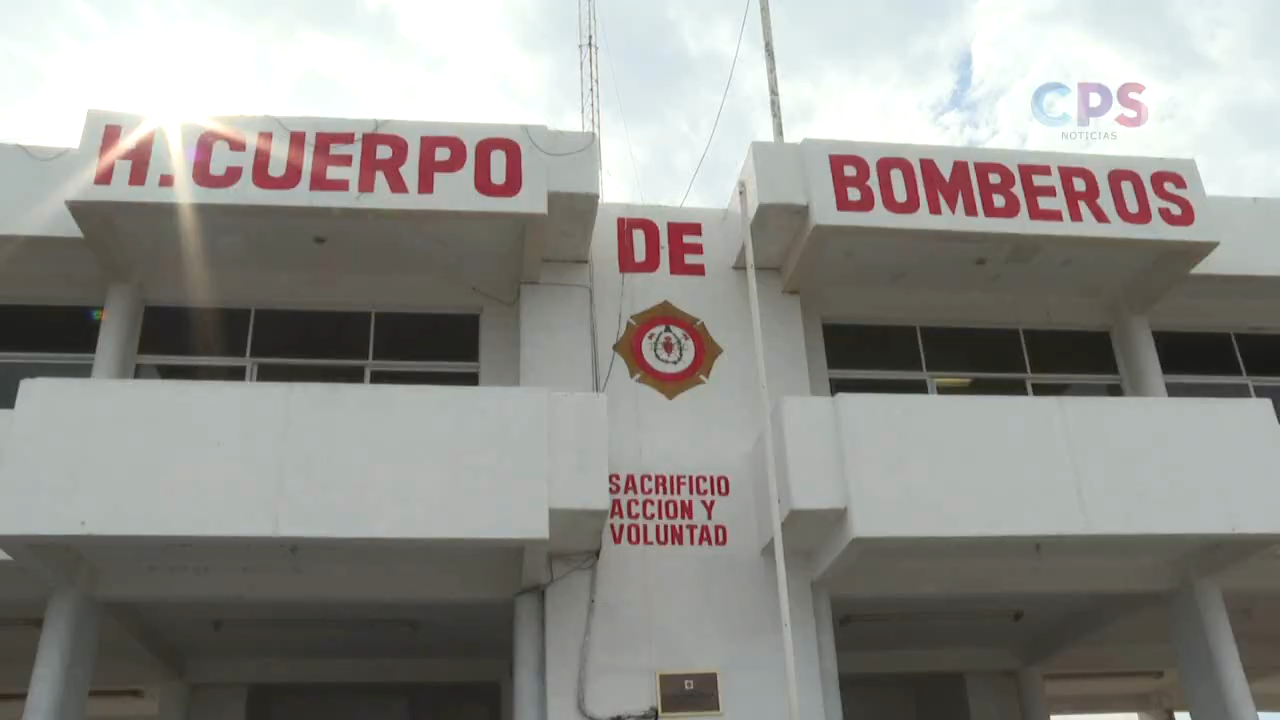 CPS
NOTICIAS
H. CUERPO
DE
BOMBEROS
SACRIFICIO
ACCION Y
VOLUNTAD